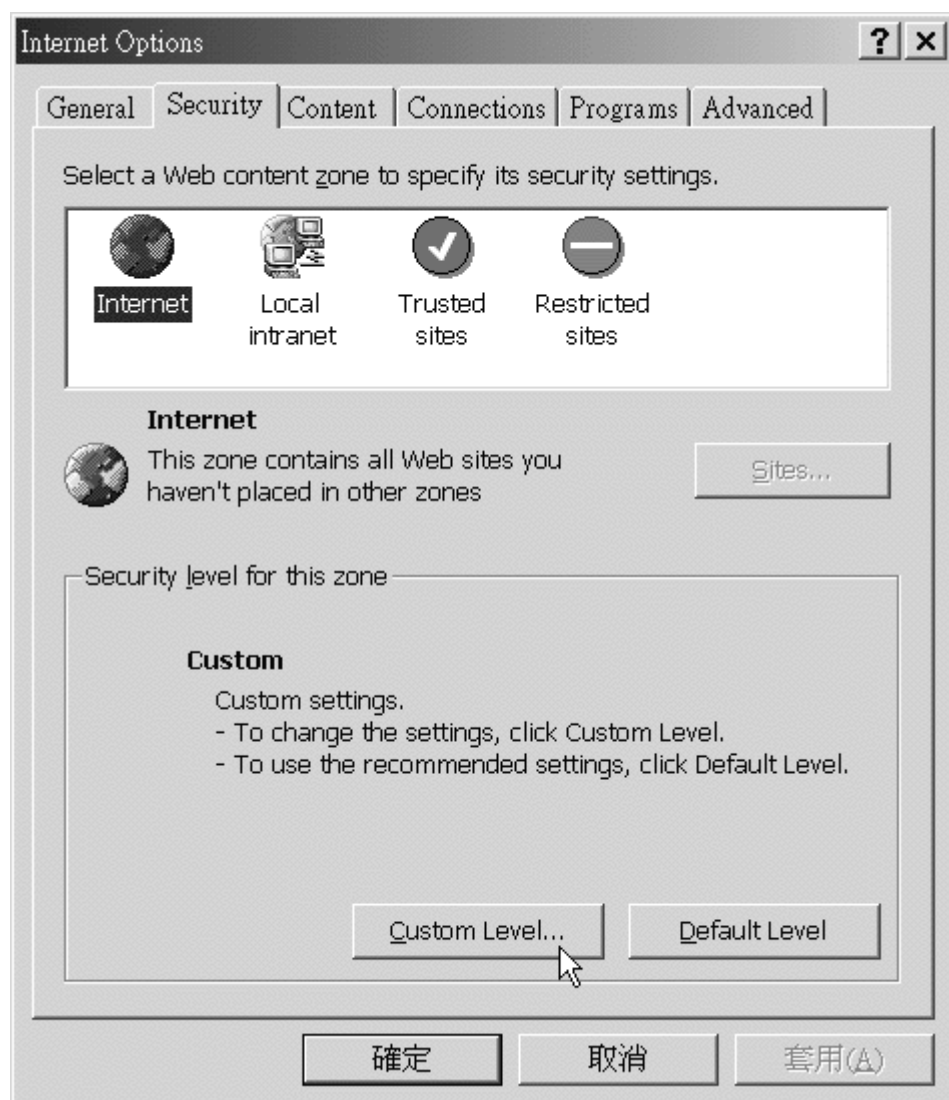 Internet Options
General Security Content Connections Programs Advanced
Select a Web content zone to specify its security settings.
Internet Local intranet Trusted sites Restricted sites
Internet
This zone contains all Web sites you
haven't placed in other zones
Sites...
Security level for this zone
Custom
Custom settings.
- To change the settings, click Custom Level.
- To use the recommended settings, click Default Level.
Custom Level... Default Level
確定 取消 套用(A)